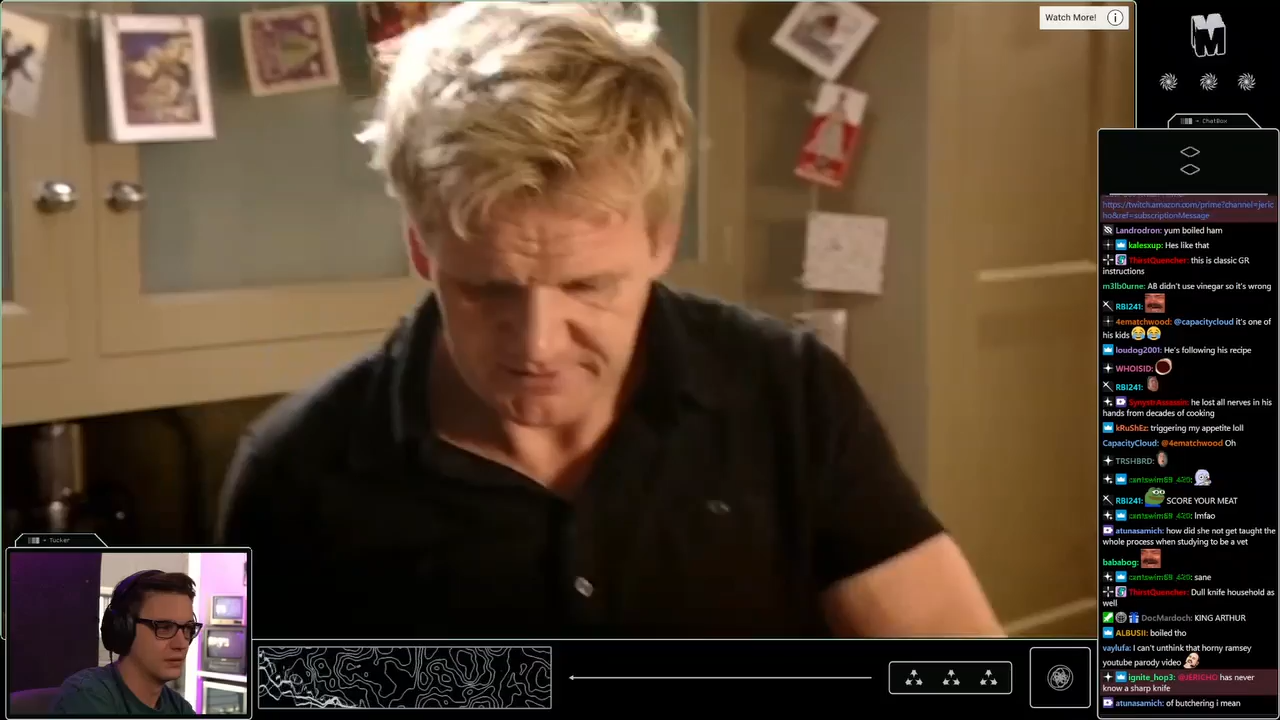 Watch More!
M
→ ChatBox
https://twitch.amazon.com/prime?channel=jeric
ho&ref=subscriptionMessage
Landrodron: yum boiled ham
kalesxup: Hes like that
ThirstQuencher: this is classic GR
instructions
m3lb0urne: AB didn't use vinegar so it's wrong
RBI241:
4ematchwood: @capacitycloud it's one of
his kids
loudog2001: He's following his recipe
WHOISID:
RBI241:
SynystrAssassin: he lost all nerves in his
hands from decades of cooking
kRuShEz: triggering my appetite loll
CapacityCloud: @4ematchwood Oh
TRSHBRD:
cantswim69_420:
RBI241: SCORE YOUR MEAT
cantswim69_420: lmfao
atunasamich: how did she not get taught the
whole process when studying to be a vet
bababog:
cantswim69_420: sane
ThirstQuencher: Dull knife household as
well
DocMardoch: KING ARTHUR
ALBUSII: boiled tho
vaylufa: I can't unthink that horny ramsey
youtube parody video
ignite_hop3: @JERICHO has never
know a sharp knife
atunasamich: of butchering i mean
→ Tucker